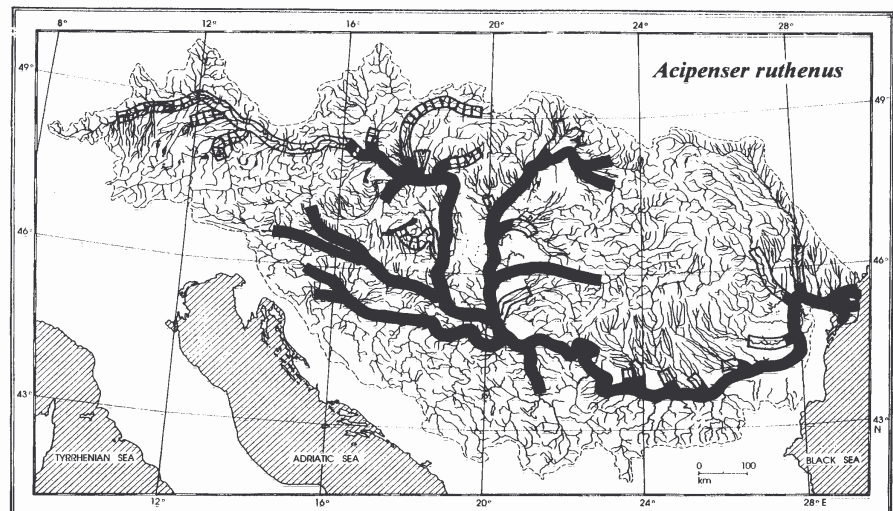 8° 12° 16° 20° 24° 28°
Acipenser ruthenus
49° 49
46° 46
43° 43
N
TYRRHENIAN SEA ADRIATIC SEA BLACK SEA
0 100
km
12° 16° 20° 24° 28° E